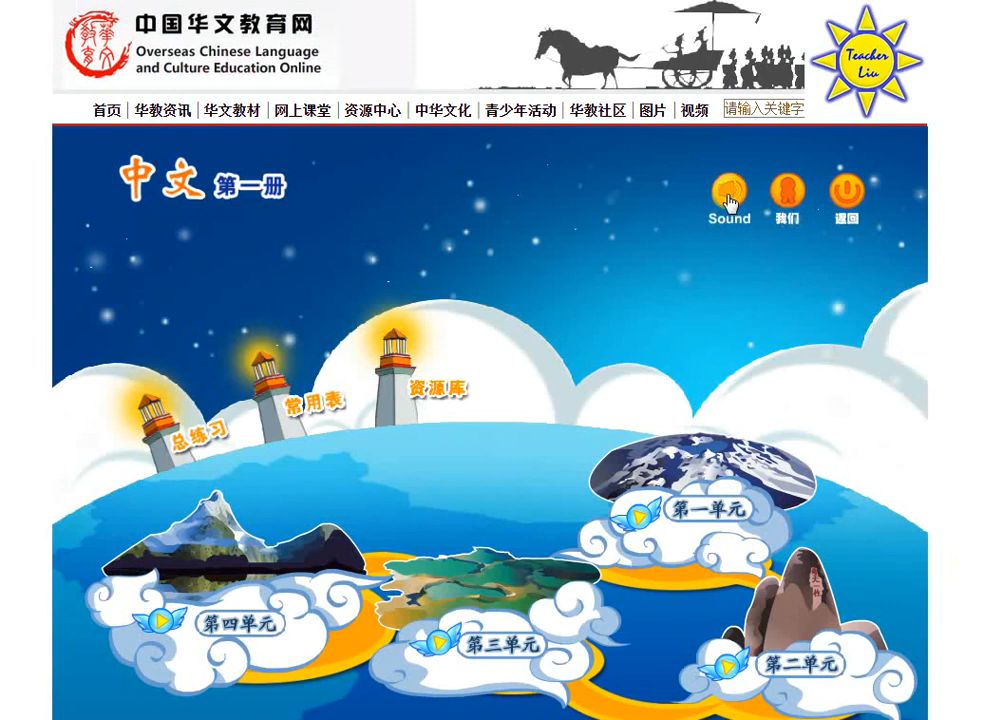 中国华文教育网
Overseas Chinese Language
and Culture Education Online
Teacher
Liu
首页 华教资讯 华文教材 网上课堂 资源中心 中华文化 青少年活动 华教社区 图片 视频 请输入关键字
中文 第一册
Sound 我们 返回
资源库
常用表
总练习
第一单元
第四单元
第三单元
第二单元